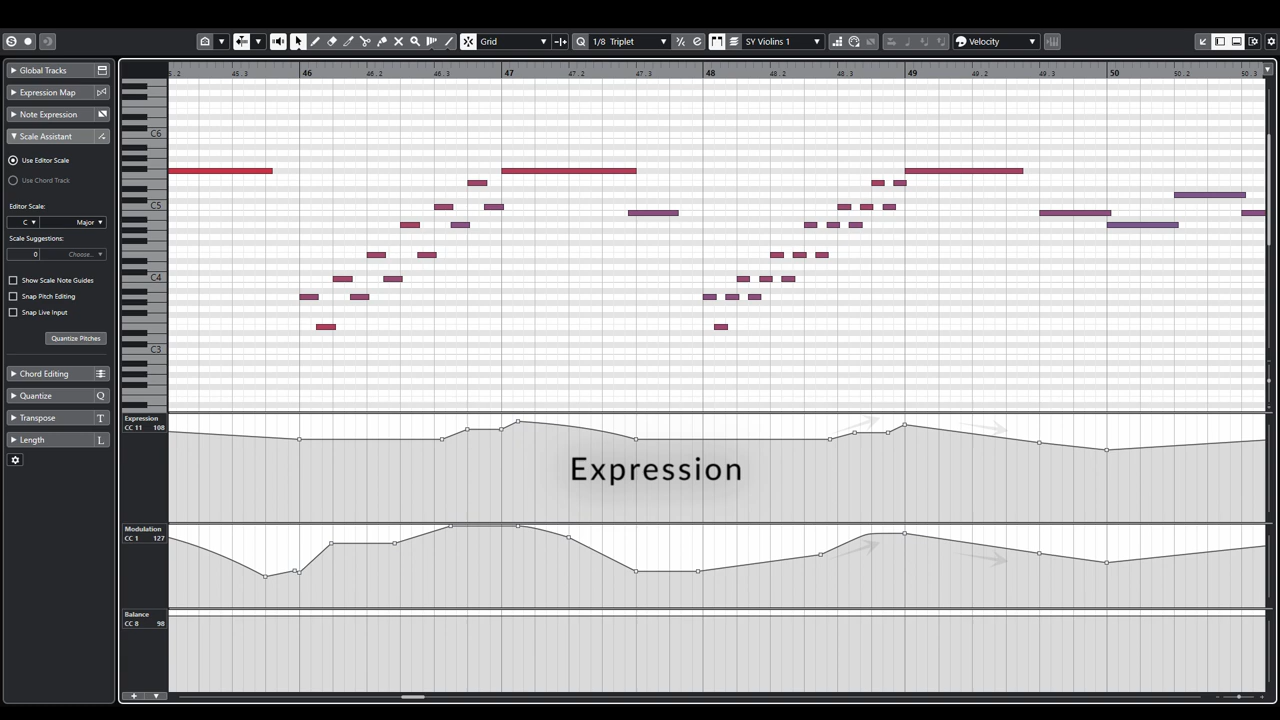 Grid
1/8 Triplet
SY Violins 1
Velocity
Global Tracks
Expression Map
Note Expression
Scale Assistant
Use Editor Scale
Use Chord Track
Editor Scale:
C Major
Scale Suggestions:
0 Choose...
Show Scale Note Guides
Snap Pitch Editing
Snap Live Input
Quantize Pitches
Chord Editing
Quantize Q
Transpose T
Length L
5.2 45.3 46 46.2 46.3 47 47.2 47.3 48 48.2 48.3 49 49.2 49.3 50 50.2 50.3
C6
C5
C4
C3
Expression
CC 11 108
Expression
Modulation
CC 1 127
Balance
CC 8 98